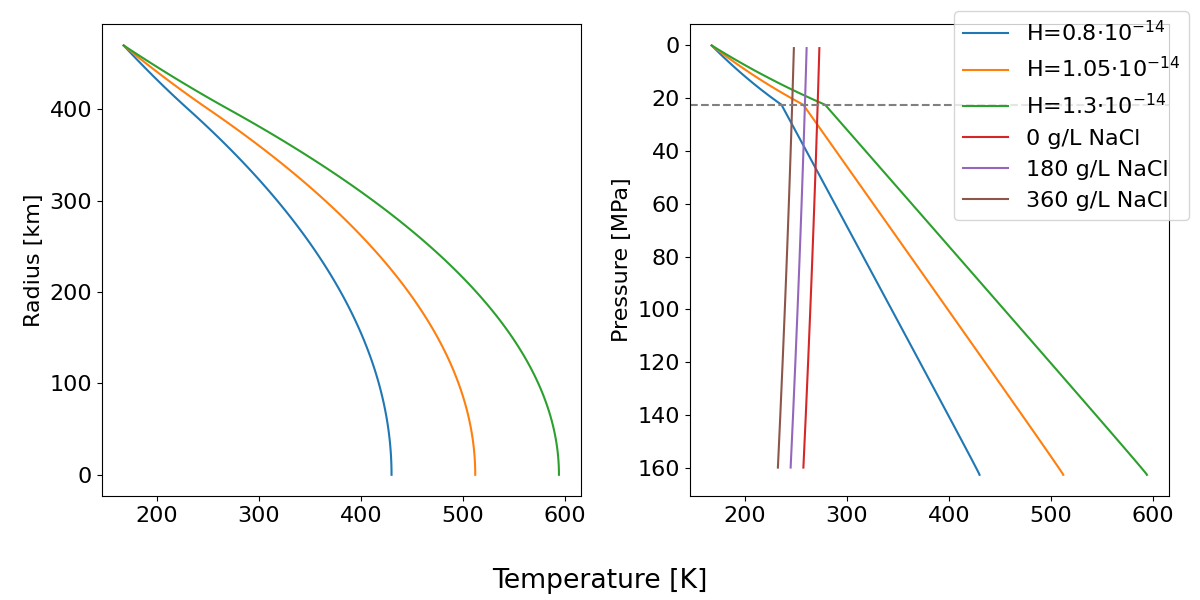 Radius [km]
400
300
200
100
0
200 300 400 500 600
Pressure [MPa]
0
20
40
60
80
100
120
140
160
200 300 400 500 600
H=0.8·10⁻¹⁴
H=1.05·10⁻¹⁴
H=1.3·10⁻¹⁴
0 g/L NaCl
180 g/L NaCl
360 g/L NaCl
Temperature [K]